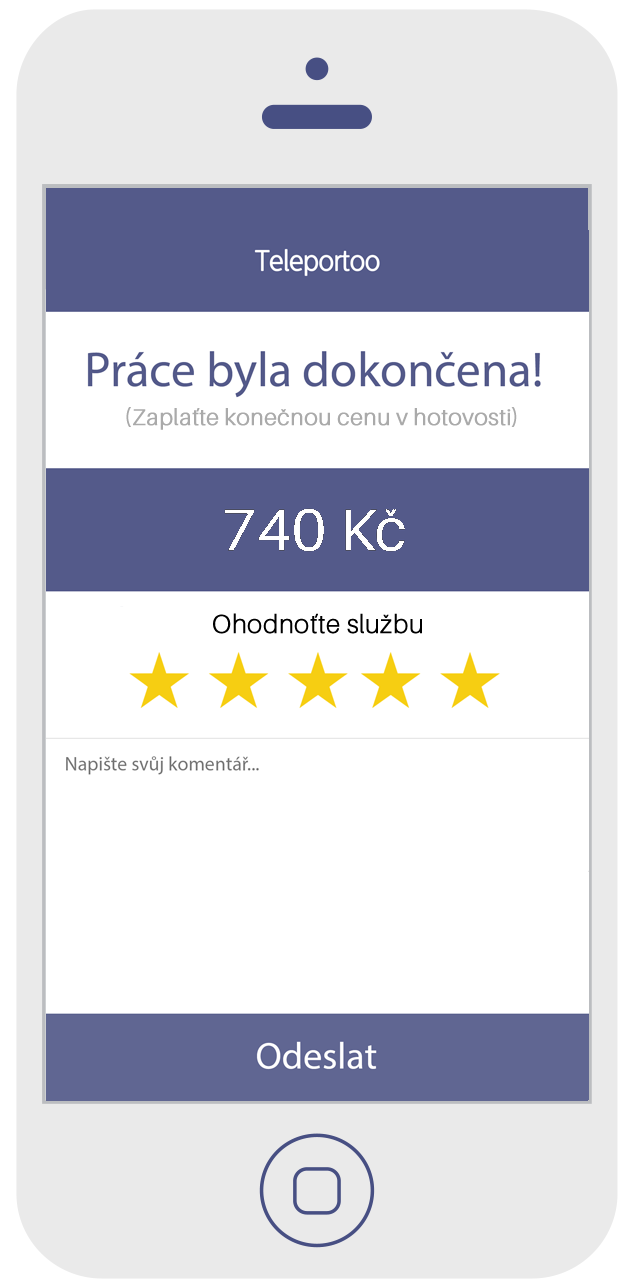 Teleportoo
Práce byla dokončena!
(Zaplaťte konečnou cenu v hotovosti)
740 Kč
Ohodnoťte službu
Napište svůj komentář...
Odeslat